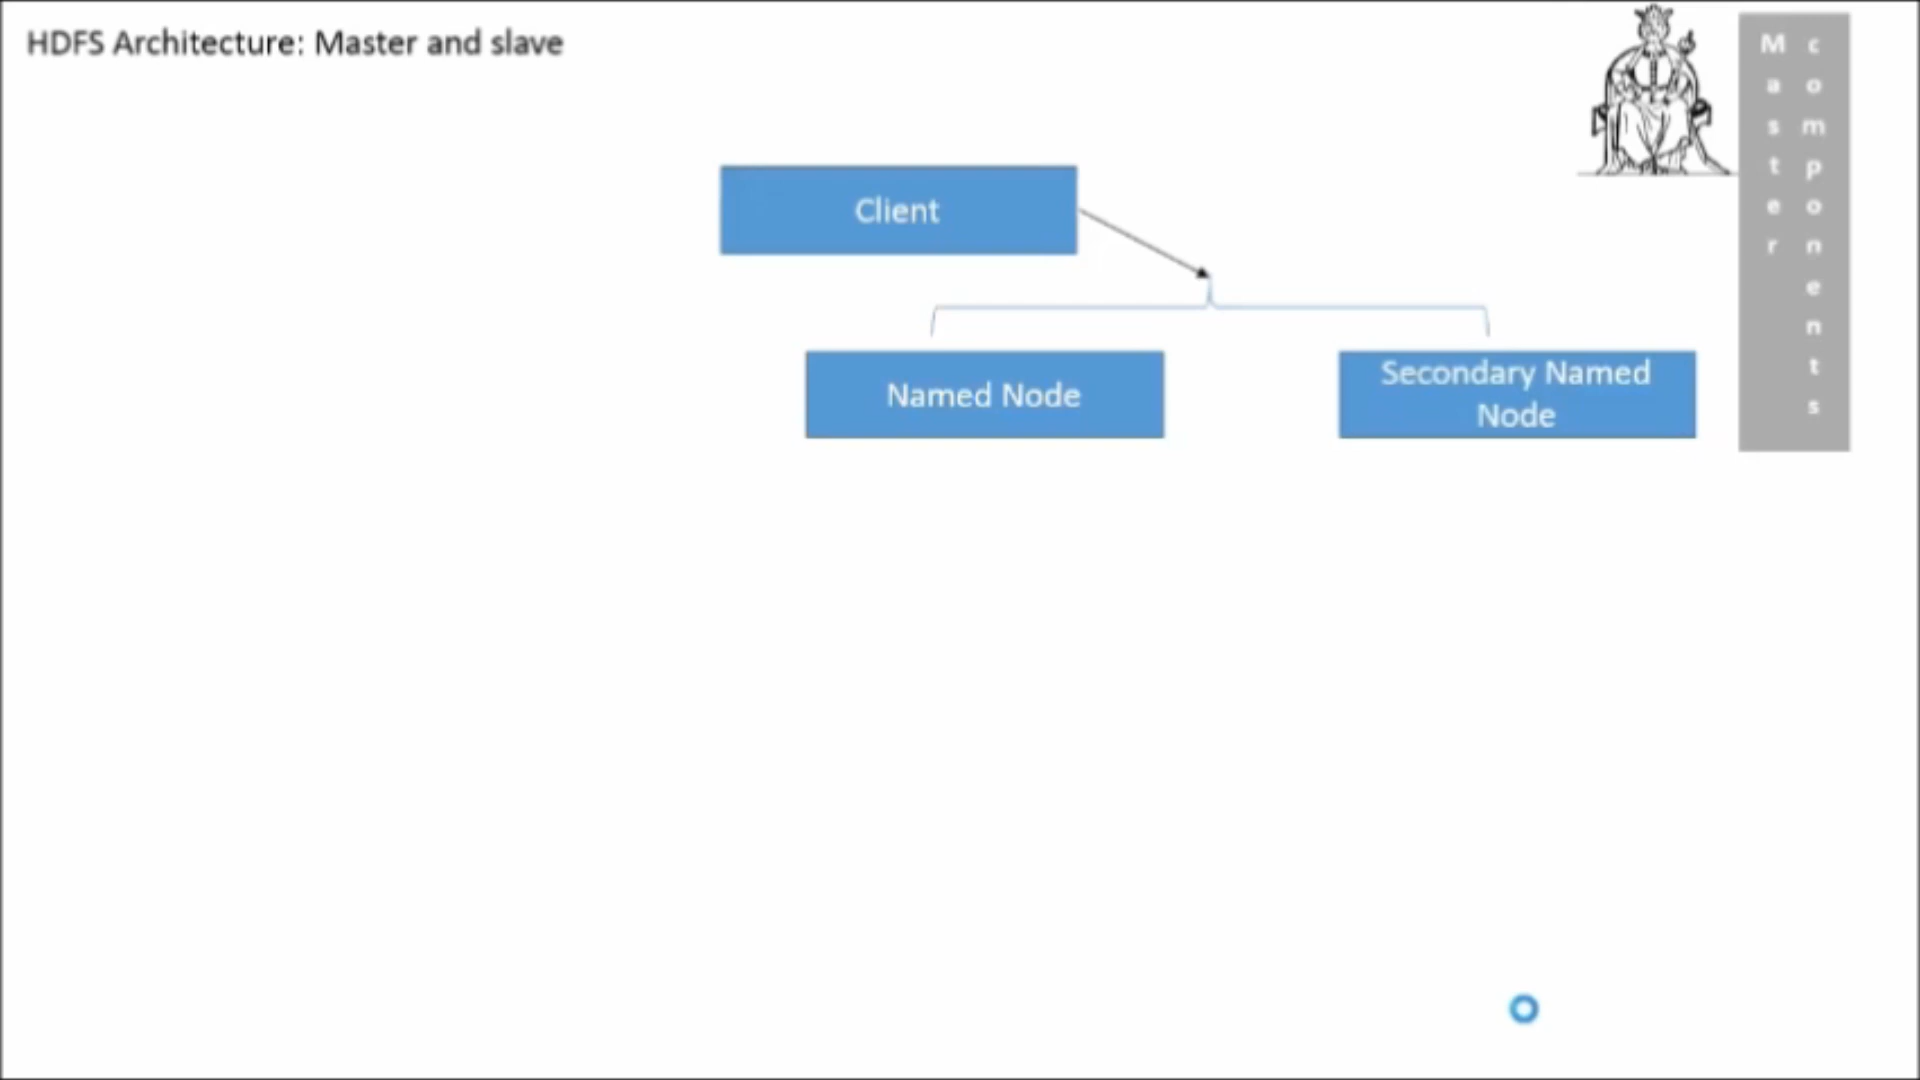 HDFS Architecture: Master and slave
Client
Named Node
Secondary Named
Node
Master
components